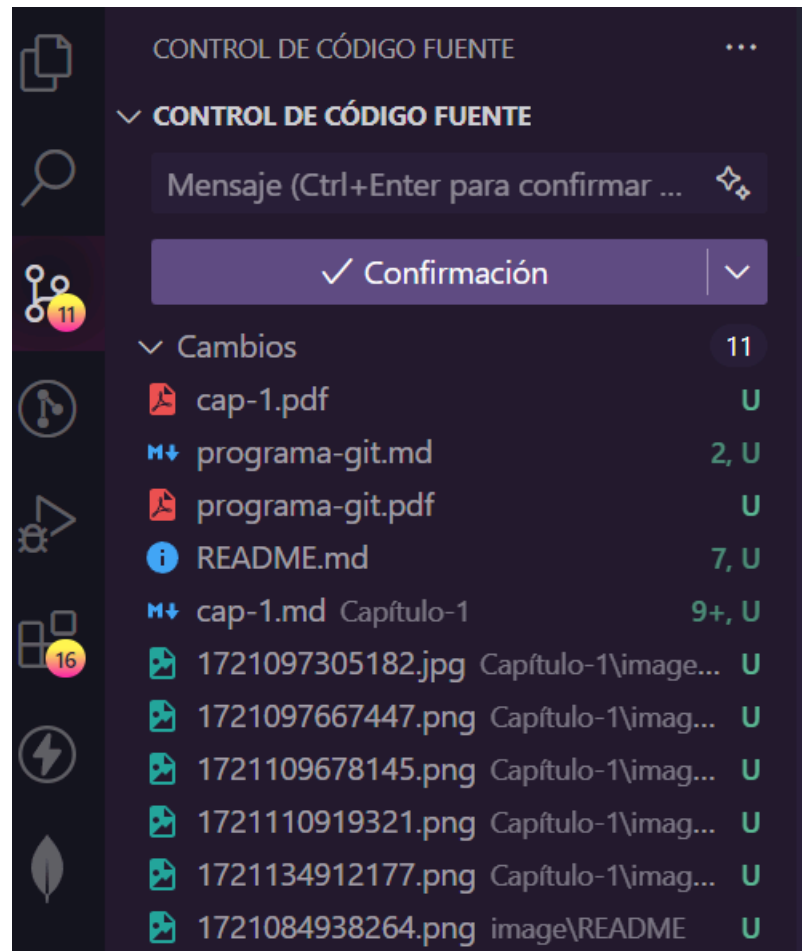 CONTROL DE CÓDIGO FUENTE ...
CONTROL DE CÓDIGO FUENTE
Mensaje (Ctrl+Enter para confirmar ...
Confirmación
11
Cambios 11
cap-1.pdf U
M↓ programa-git.md 2, U
programa-git.pdf U
i README.md 7, U
M↓ cap-1.md Capítulo-1 9+, U
16
1721097305182.jpg Capítulo-1\image... U
1721097667447.png Capítulo-1\imag... U
1721109678145.png Capítulo-1\imag... U
1721110919321.png Capítulo-1\imag... U
1721134912177.png Capítulo-1\imag... U
1721084938264.png image\README U